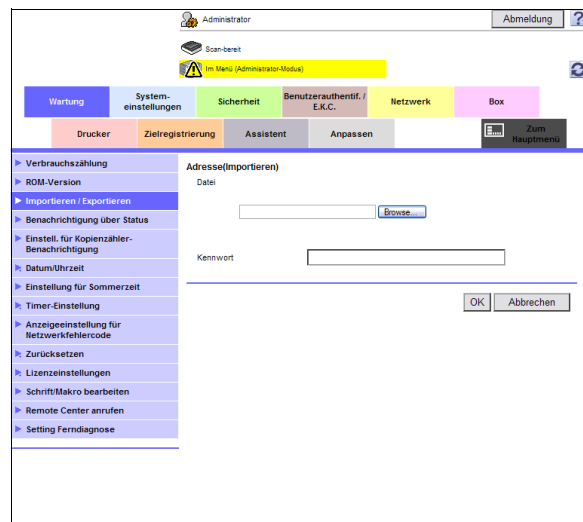 Administrator
Abmeldung
?
Scan-bereit
Im Menü (Administrator-Modus)
Wartung
System-
einstellungen
Sicherheit
Benutzerauthentif. /
E.K.C.
Netzwerk
Box
Drucker
Zielregistrierung
Assistent
Anpassen
Zum
Hauptmenü
Verbrauchszählung
ROM-Version
Importieren / Exportieren
Benachrichtigung über Status
Einstell. für Kopienzähler-
Benachrichtigung
Datum/Uhrzeit
Einstellung für Sommerzeit
Timer-Einstellung
Anzeigeeinstellung für
Netzwerkfehlercode
Zurücksetzen
Lizenzeinstellungen
Schrift/Makro bearbeiten
Remote Center anrufen
Setting Ferndiagnose
Adresse(Importieren)
Datei
Browse...
Kennwort
OK
Abbrechen